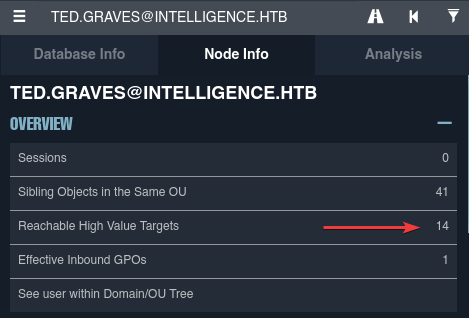 TED.GRAVES@INTELLIGENCE.HTB
Database Info Node Info Analysis
TED.GRAVES@INTELLIGENCE.HTB
OVERVIEW
Sessions 0
Sibling Objects in the Same OU 41
Reachable High Value Targets 14
Effective Inbound GPOs 1
See user within Domain/OU Tree